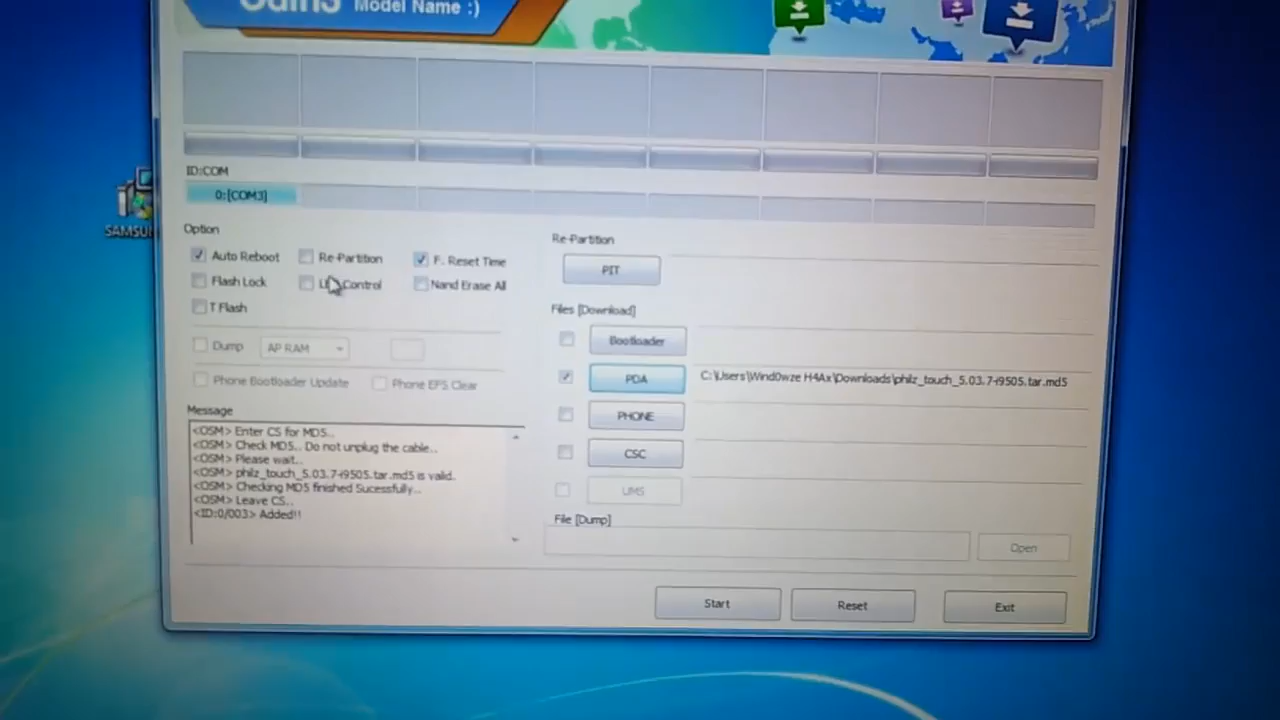 Odin3
Model Name :)
SAMSU
ID:COM
0:[COM3]
Option
Auto Reboot
Re-Partition
F. Reset Time
Flash Lock
Control
Nand Erase All
T Flash
Dump
AP RAM
Phone Bootloader Update
Phone EFS Clear
Message
<OSM> Enter CS for MD5..
<OSM> Check MD5.. Do not unplug the cable..
<OSM> Please wait..
<OSM> philz_touch_5.03.7-i9505.tar.md5 is valid.
<OSM> Checking MD5 finished Sucessfully..
<OSM> Leave CS..
<ID:0/003> Added!!
Re-Partition
PIT
Files [Download]
Bootloader
PDA
C:\Users\Wind0wze H4Ax\Downloads\philz_touch_5.03.7-i9505.tar.md5
PHONE
CSC
UMS
File [Dump]
Open
Start
Reset
Exit